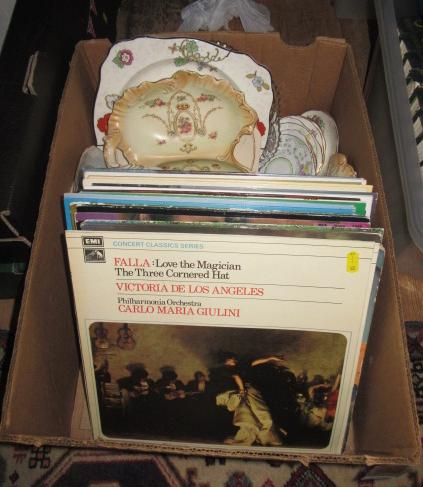 EMI
CONCERT CLASSICS SERIES
FALLA : Love the Magician
The Three Cornered Hat
VICTORIA DE LOS ANGELES
Philharmonia Orchestra
CARLO MARIA GIULINI